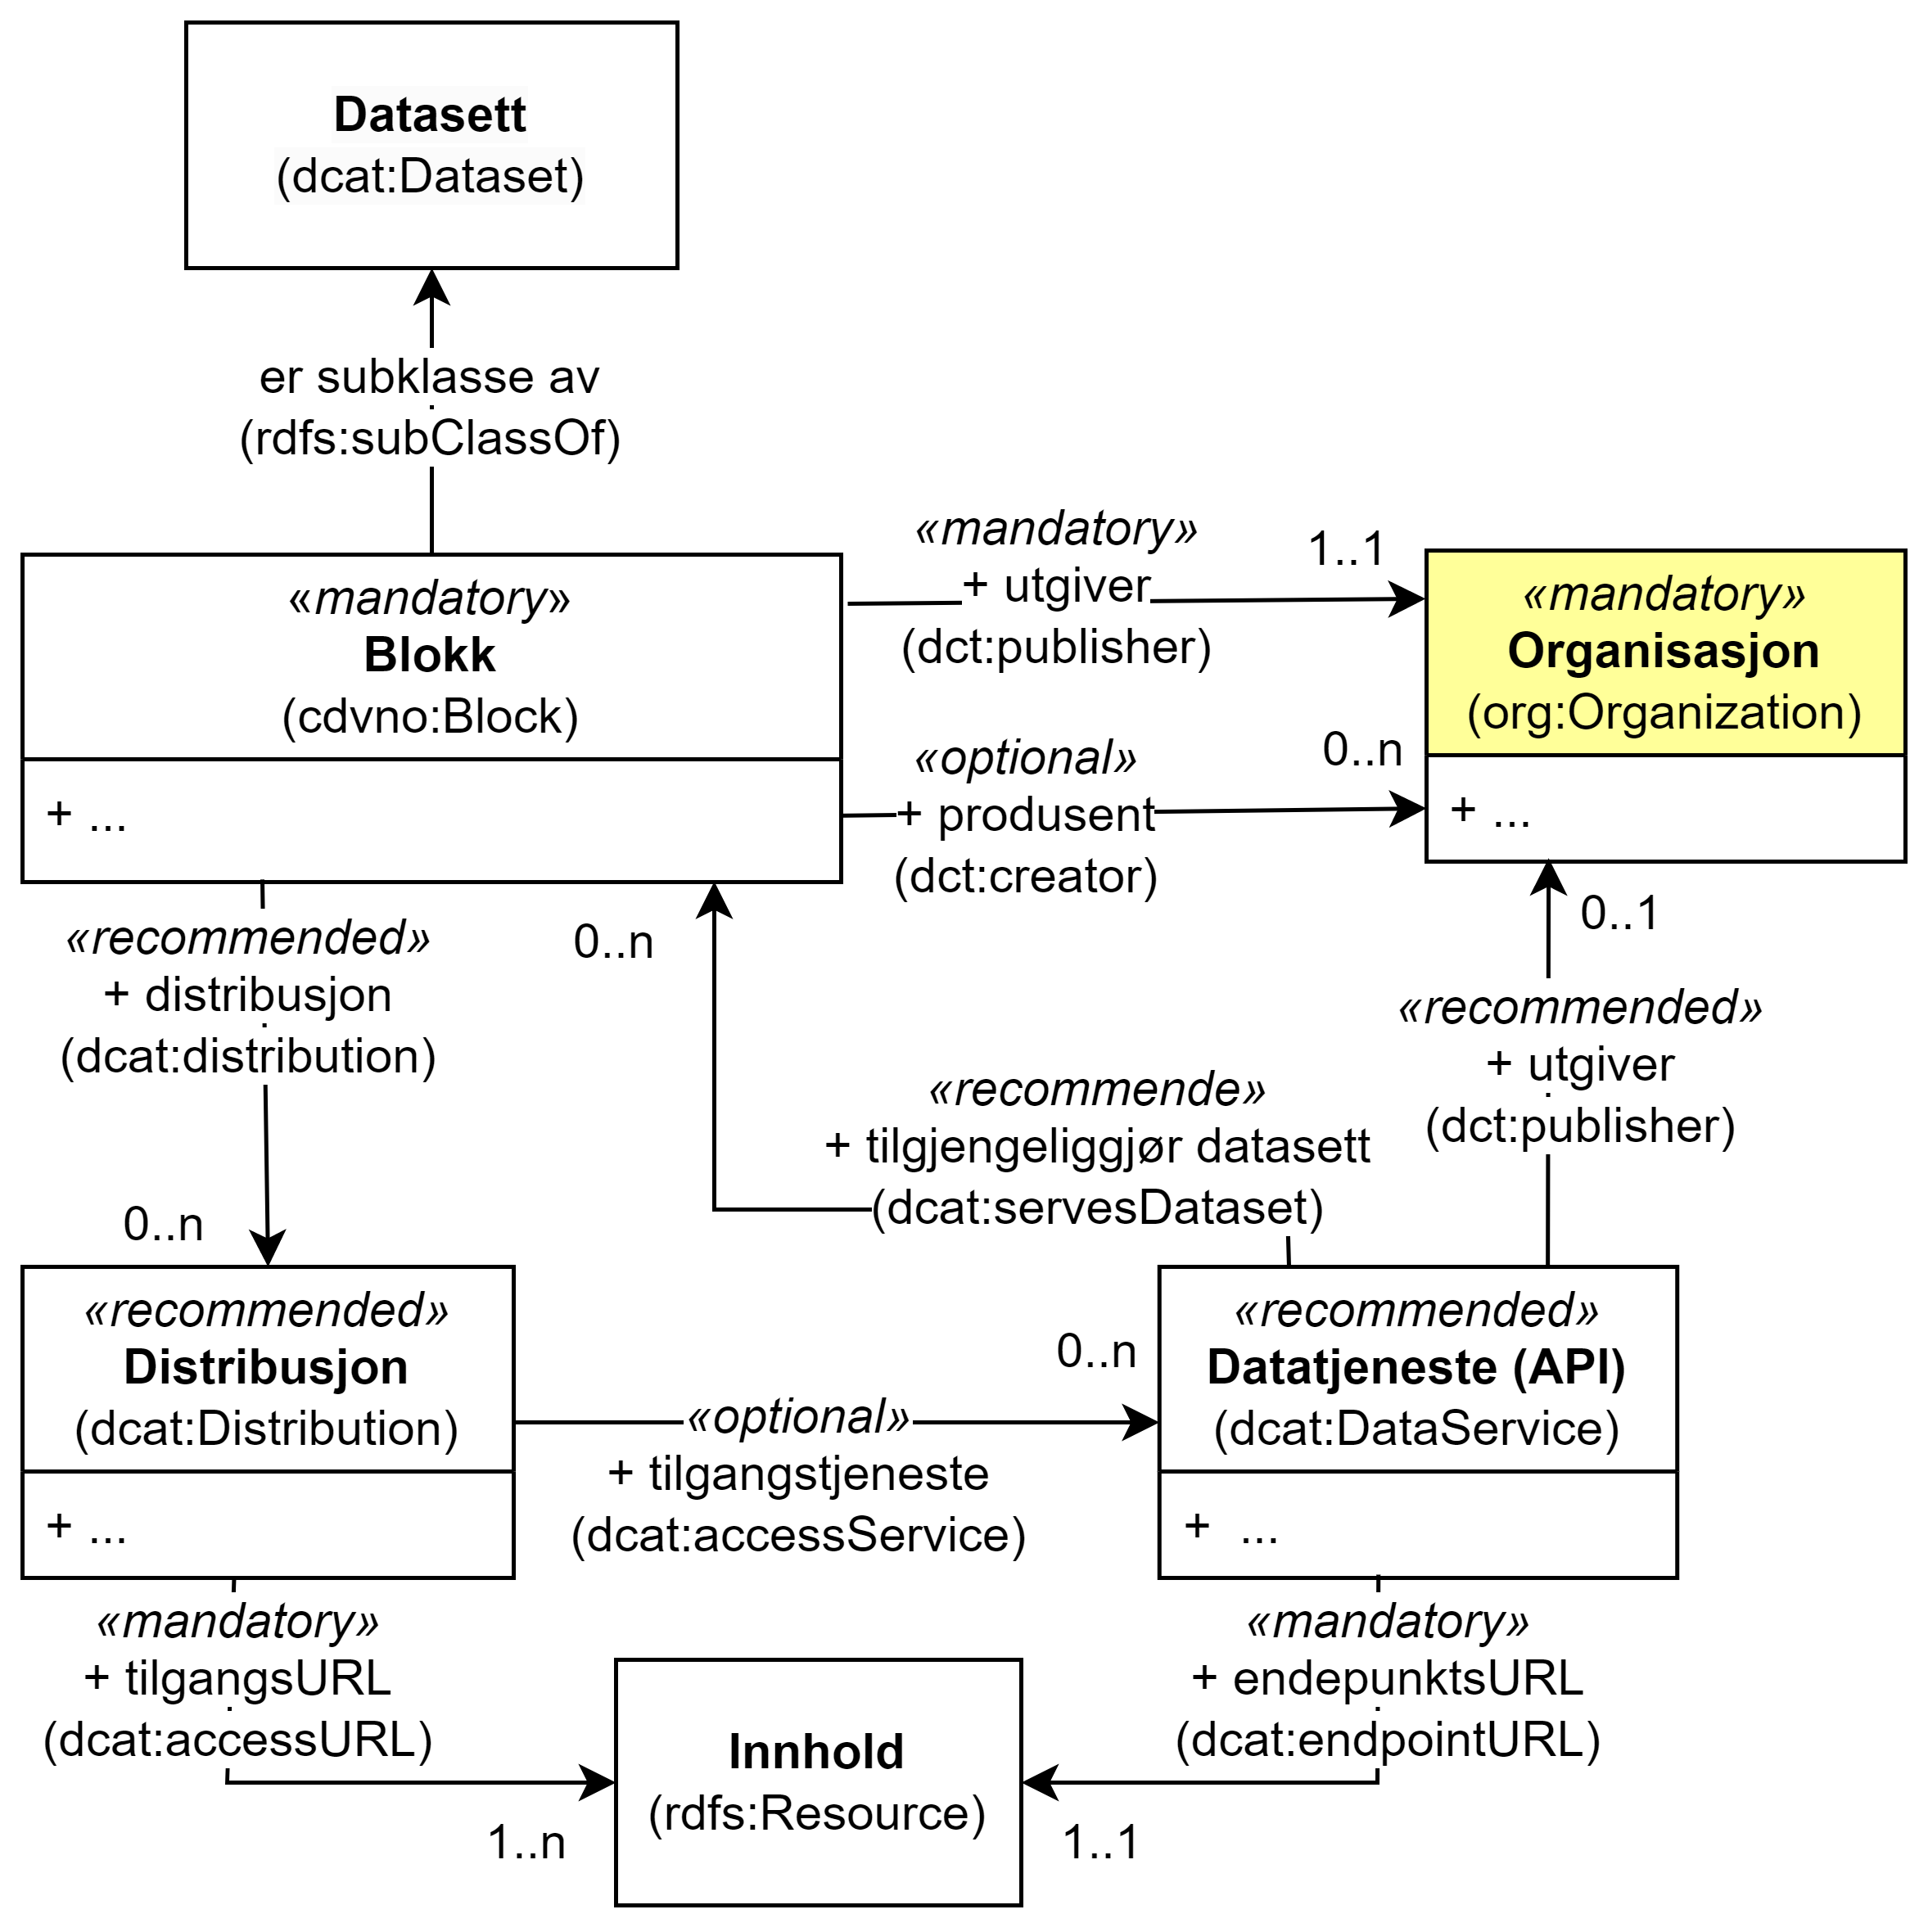 Datasett
(dcat:Dataset)
er subklasse av
(rdfs:subClassOf)
«mandatory»
Blokk
(cdvno:Block)
+ ...
«mandatory»
+ utgiver
(dct:publisher)
1..1
«optional»
+ produsent
(dct:creator)
0..n
«mandatory»
Organisasjon
(org:Organization)
+ ...
«recommended»
+ distribusjon
(dcat:distribution)
0..n
0..n
«recommende»
+ tilgjengeliggjør datasett
(dcat:servesDataset)
0..1
«recommended»
+ utgiver
(dct:publisher)
«recommended»
Distribusjon
(dcat:Distribution)
+ ...
«optional»
+ tilgangstjeneste
(dcat:accessService)
0..n
«recommended»
Datatjeneste (API)
(dcat:DataService)
+ ...
«mandatory»
+ tilgangsURL
(dcat:accessURL)
1..n
Innhold
(rdfs:Resource)
«mandatory»
+ endepunktsURL
(dcat:endpointURL)
1..1